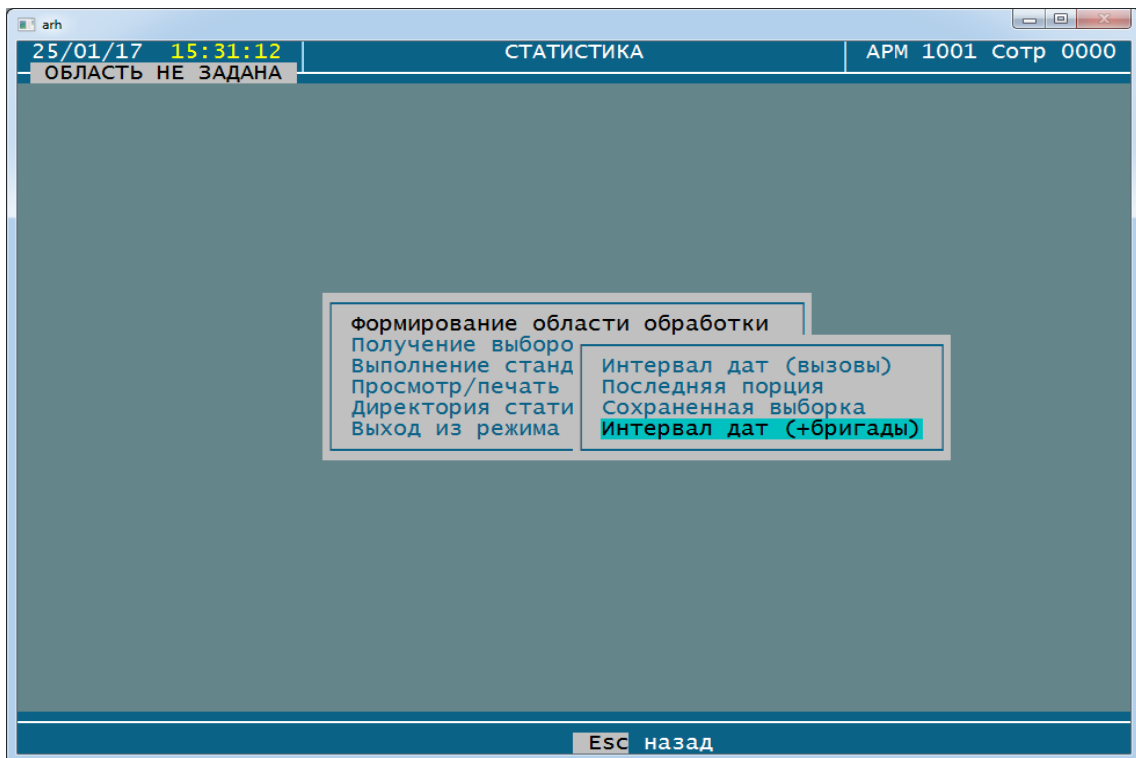 arh
25/01/17 15:31:12 СТАТИСТИКА АРМ 1001 Сотр 0000
ОБЛАСТЬ НЕ ЗАДАНА
Формирование области обработки
Получение выборо
Выполнение станд
Просмотр/печать
Директория стати
Выход из режима
Интервал дат (вызовы)
Последняя порция
Сохраненная выборка
Интервал дат (+бригады)
Esc назад